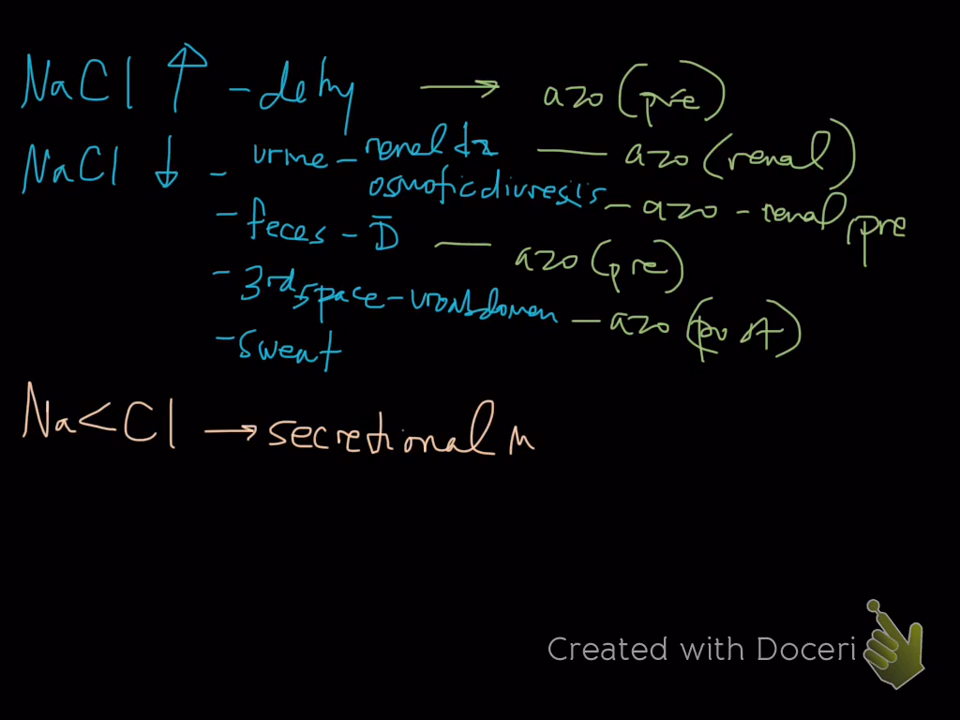 NaCl ↑ - dehy → azo (pre)
NaCl ↓ - urine - renal dz — azo (renal)
osmotic diuresis - azo - renal, pre
- feces - D̄ — azo (pre)
- 3rd space - uroabdomen - azo (post)
- sweat
Na < Cl → secretional m
Created with Doceri